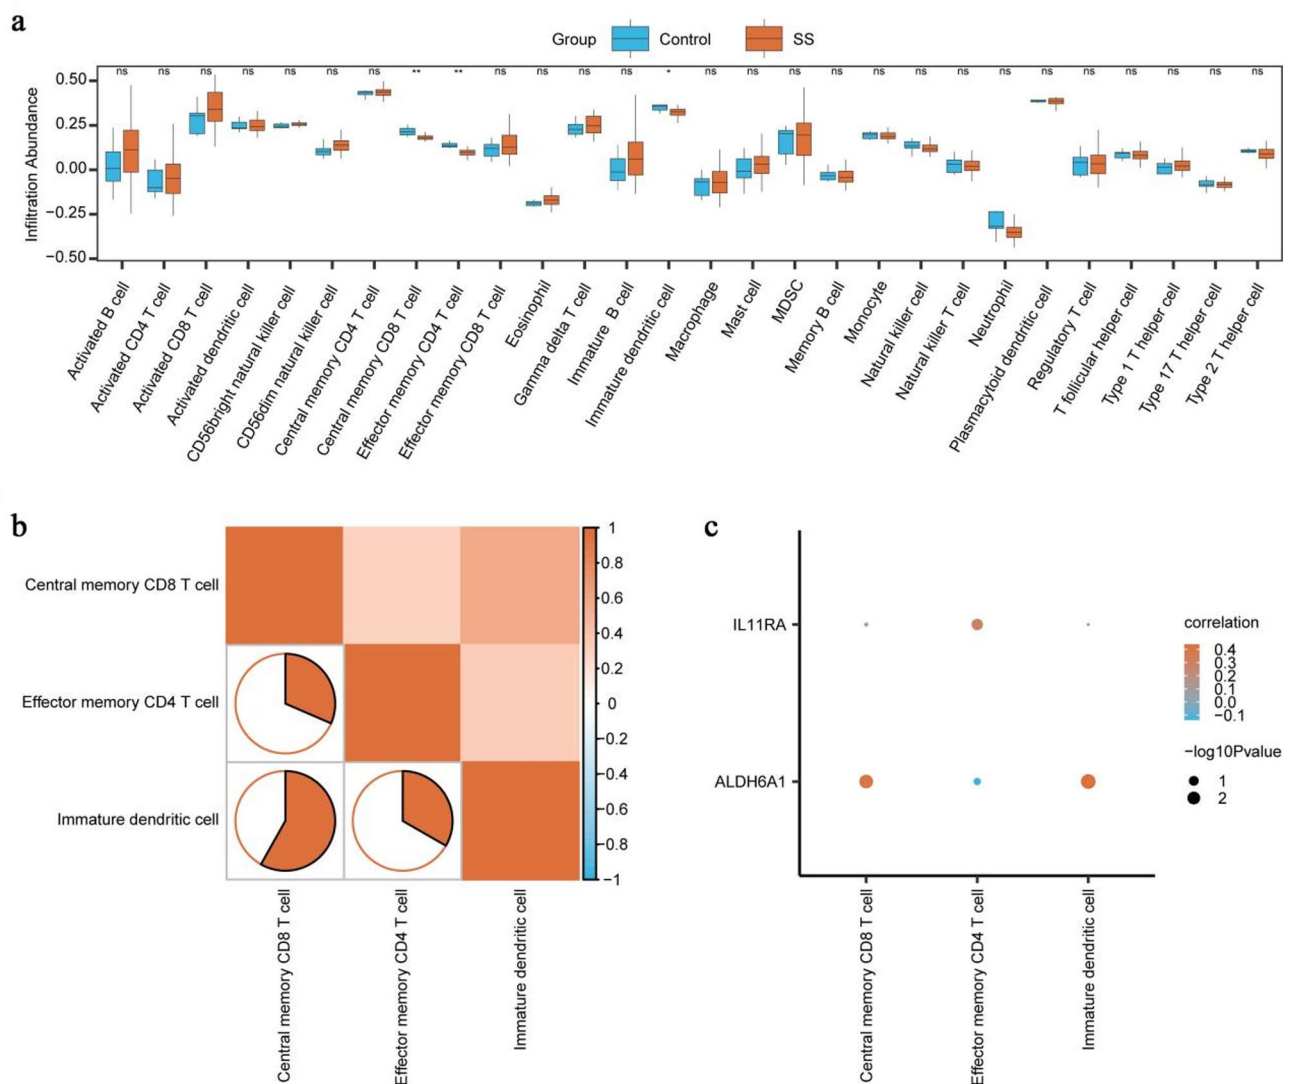 a
Group Control SS
ns ns ns ns ns ns ns ** ** ns ns ns ns * ns ns ns ns ns ns ns ns ns ns ns ns ns ns
Infiltration Abundance
0.50
0.25
0.00
−0.25
−0.50
Activated B cell
Activated CD4 T cell
Activated CD8 T cell
Activated dendritic cell
CD56bright natural killer cell
CD56dim natural killer cell
Central memory CD4 T cell
Central memory CD8 T cell
Effector memory CD4 T cell
Effector memory CD8 T cell
Eosinophil
Gamma delta T cell
Immature B cell
Immature dendritic cell
Macrophage
Mast cell
MDSC
Memory B cell
Monocyte
Natural killer cell
Natural killer T cell
Neutrophil
Plasmacytoid dendritic cell
Regulatory T cell
T follicular helper cell
Type 1 T helper cell
Type 17 T helper cell
Type 2 T helper cell
b
Central memory CD8 T cell
Effector memory CD4 T cell
Immature dendritic cell
1
0.8
0.6
0.4
0.2
0
−0.2
−0.4
−0.6
−0.8
−1
Central memory CD8 T cell
Effector memory CD4 T cell
Immature dendritic cell
c
IL11RA
ALDH6A1
Central memory CD8 T cell
Effector memory CD4 T cell
Immature dendritic cell
correlation
0.4
0.3
0.2
0.1
0.0
−0.1
−log10Pvalue
1
2